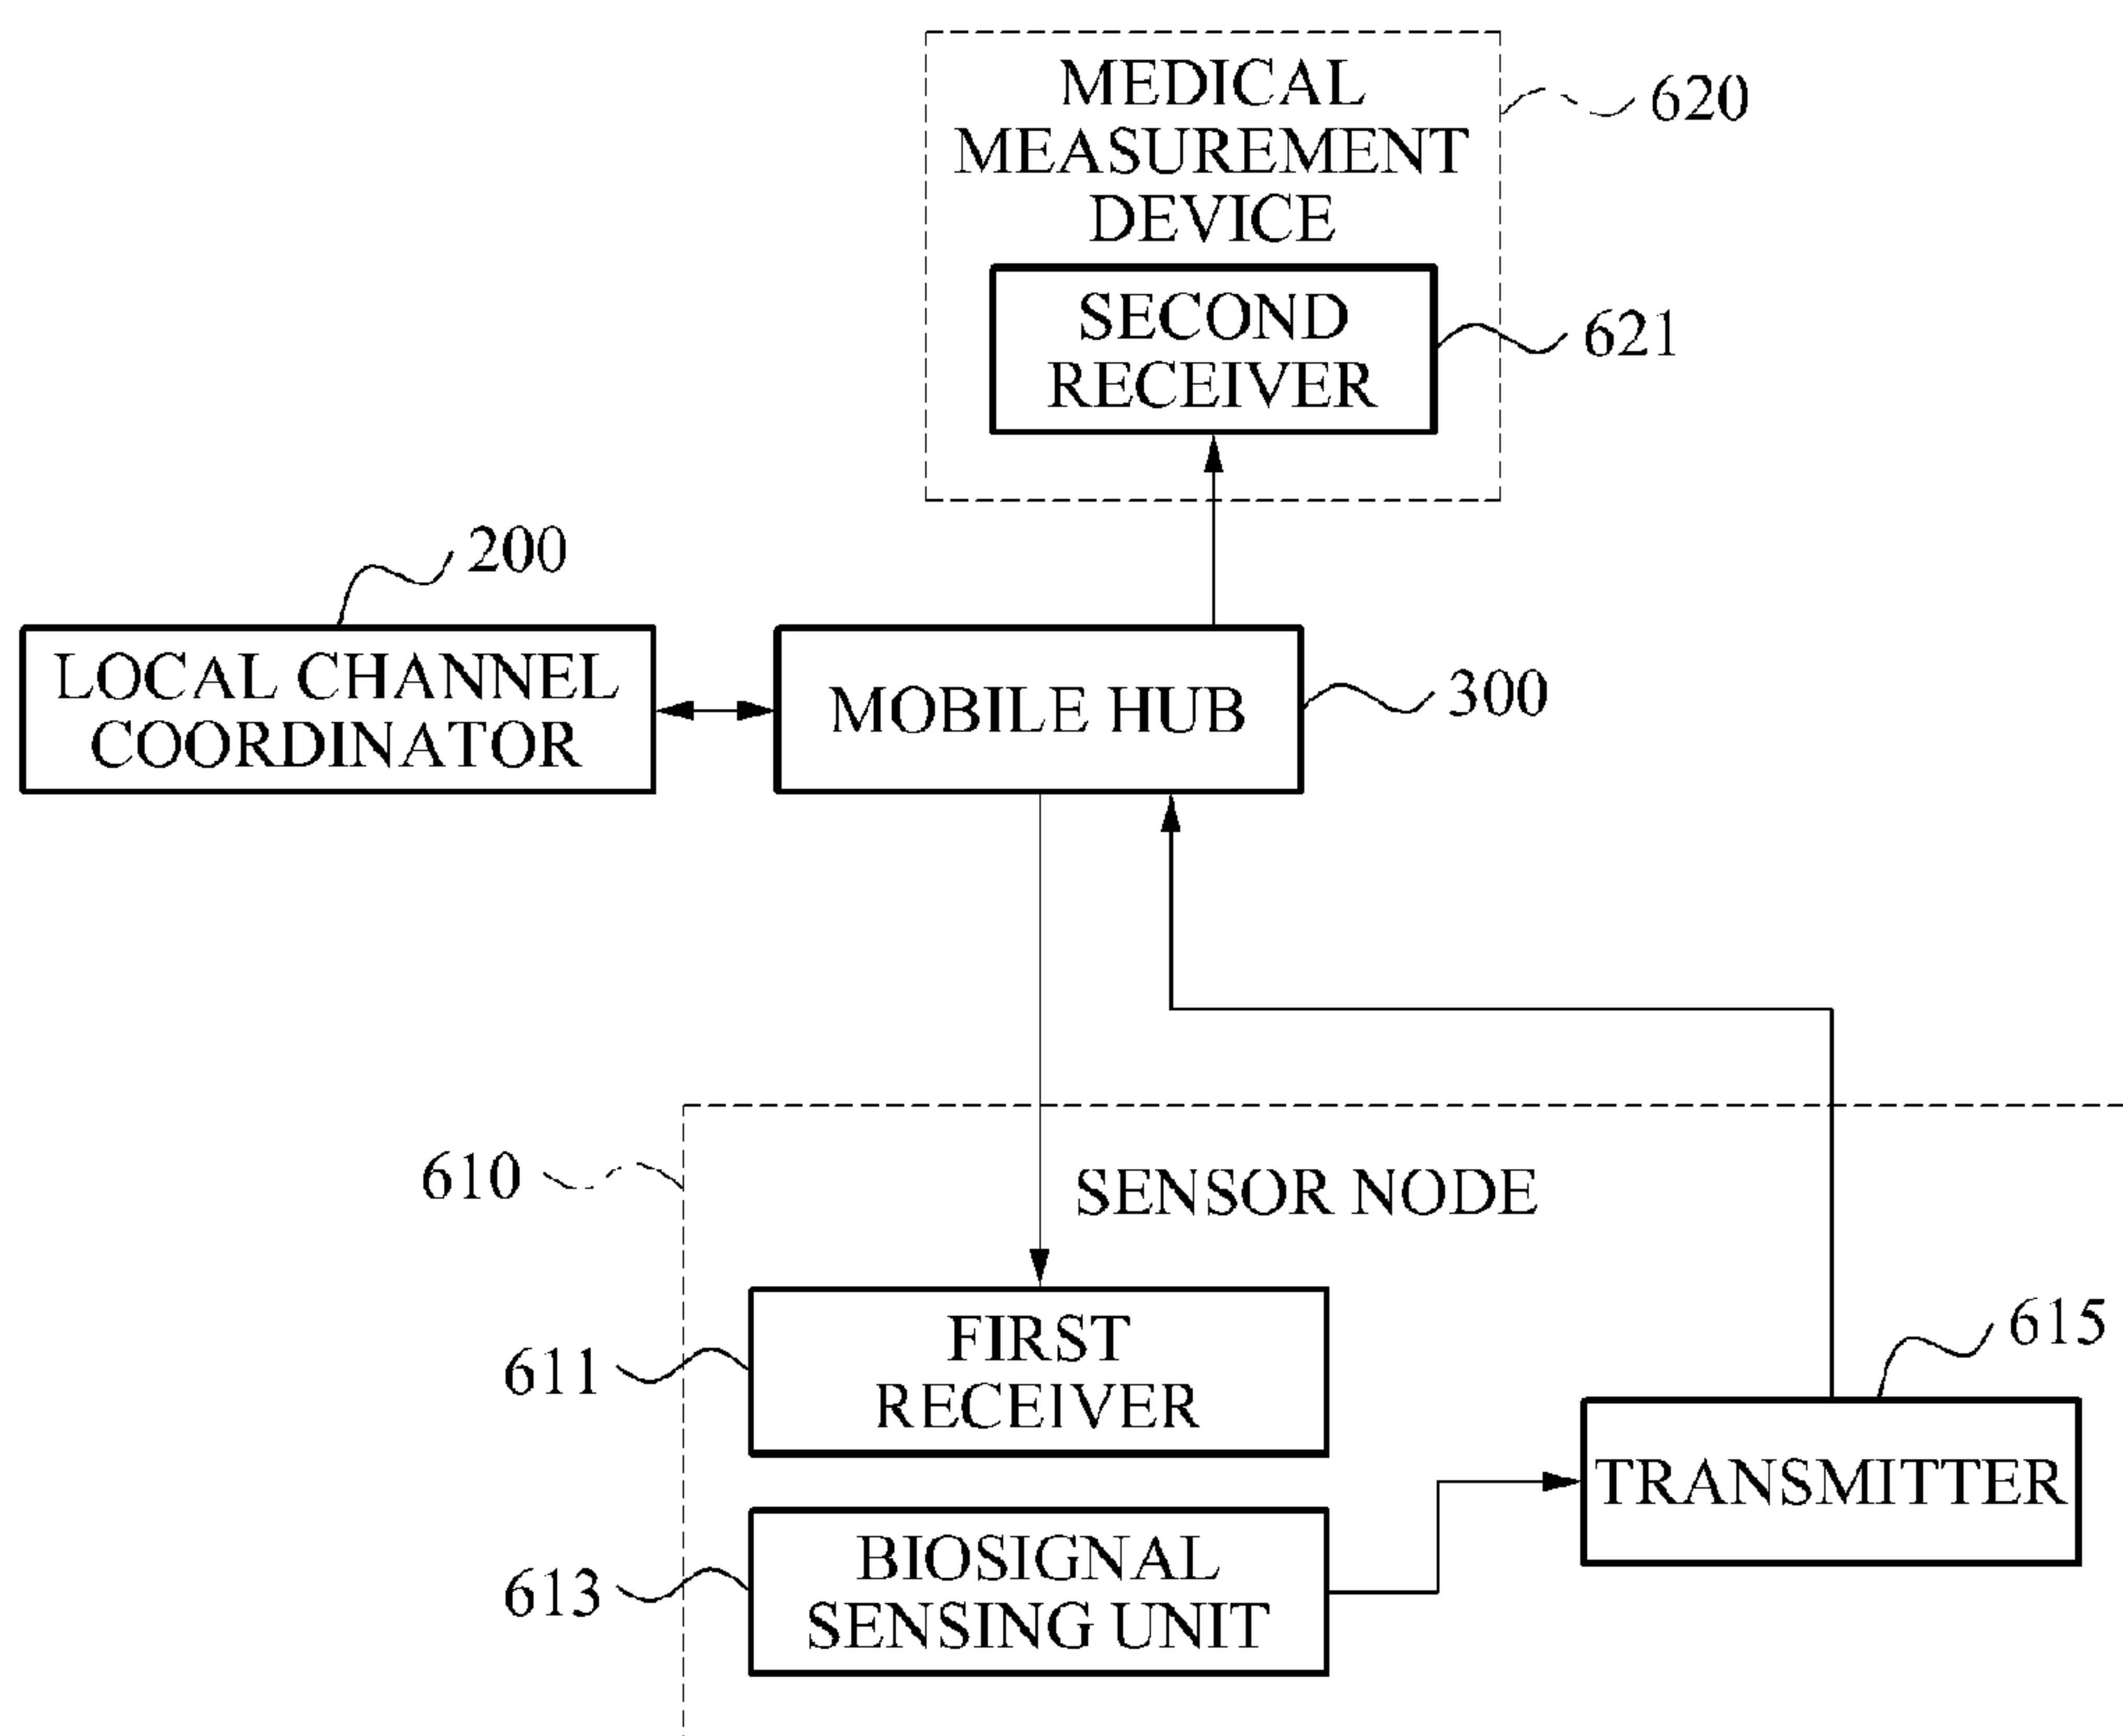 MEDICAL
MEASUREMENT
DEVICE
620
SECOND
RECEIVER
621
200
LOCAL CHANNEL
COORDINATOR
MOBILE HUB
300
610
SENSOR NODE
FIRST
RECEIVER
611
615
TRANSMITTER
BIOSIGNAL
SENSING UNIT
613